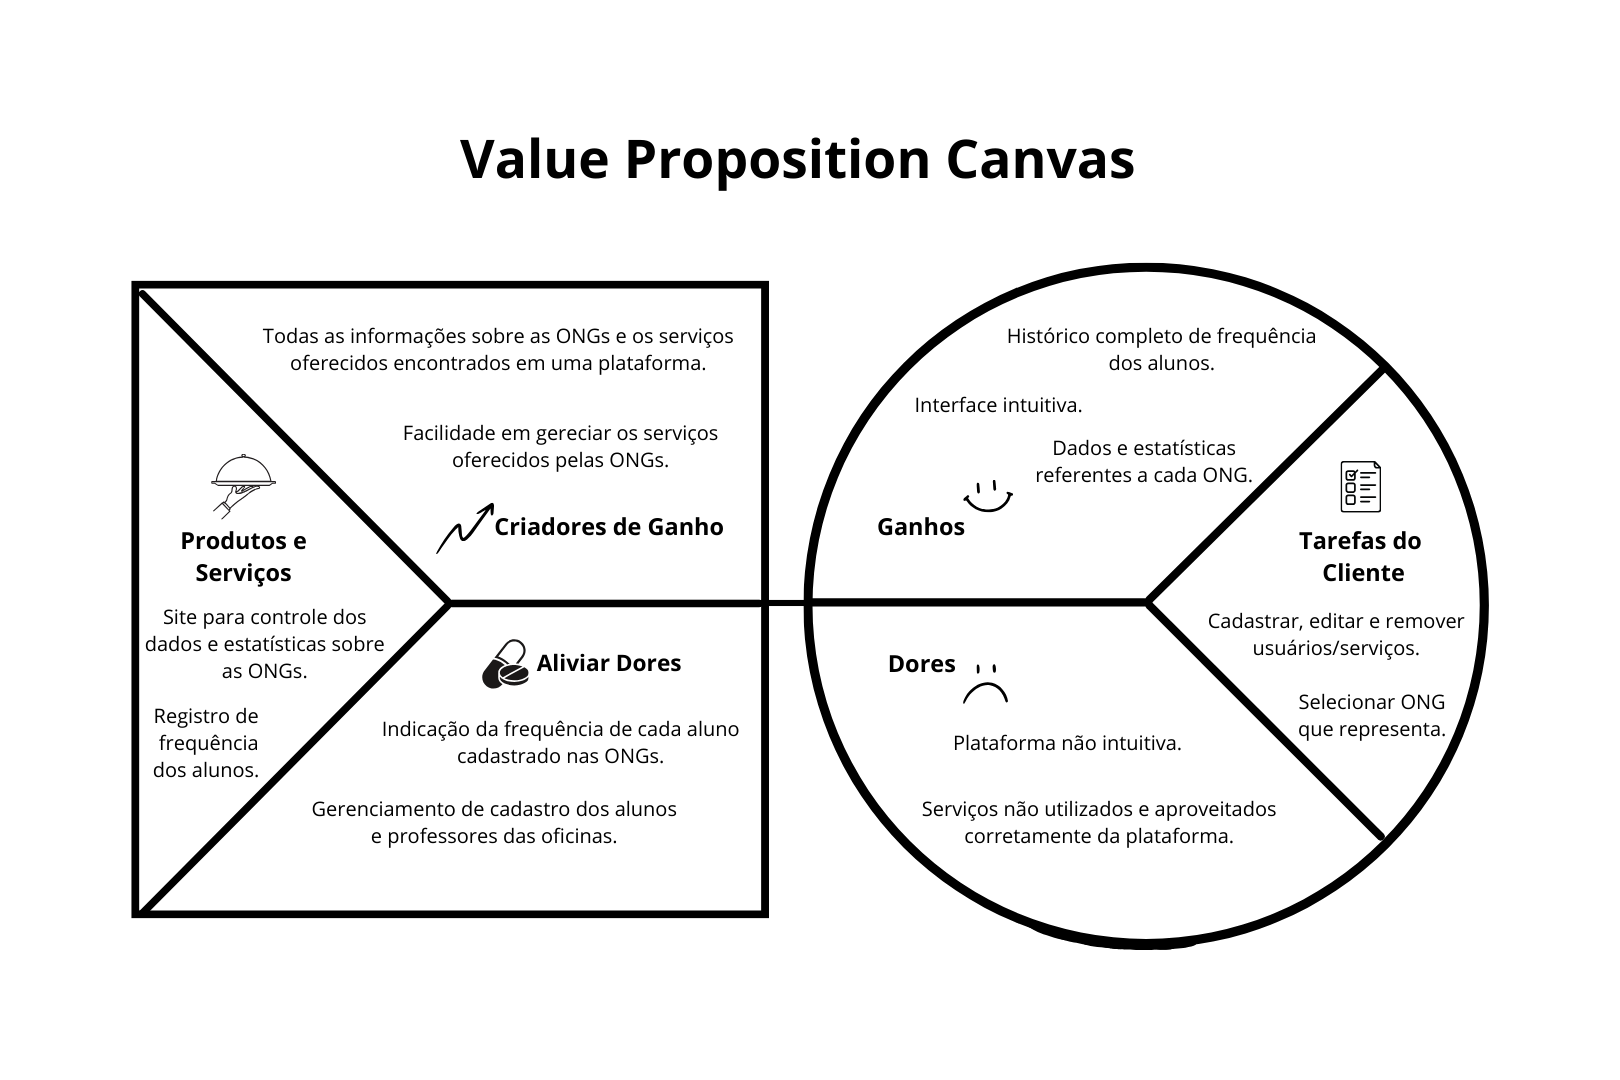 Value Proposition Canvas
Todas as informações sobre as ONGs e os serviços
oferecidos encontrados em uma plataforma.
Facilidade em gereciar os serviços
oferecidos pelas ONGs.
Criadores de Ganho
Produtos e
Serviços
Site para controle dos
dados e estatísticas sobre
as ONGs.
Registro de
frequência
dos alunos.
Aliviar Dores
Indicação da frequência de cada aluno
cadastrado nas ONGs.
Gerenciamento de cadastro dos alunos
e professores das oficinas.
Histórico completo de frequência
dos alunos.
Interface intuitiva.
Dados e estatísticas
referentes a cada ONG.
Ganhos
Tarefas do
Cliente
Cadastrar, editar e remover
usuários/serviços.
Selecionar ONG
que representa.
Dores
Plataforma não intuitiva.
Serviços não utilizados e aproveitados
corretamente da plataforma.